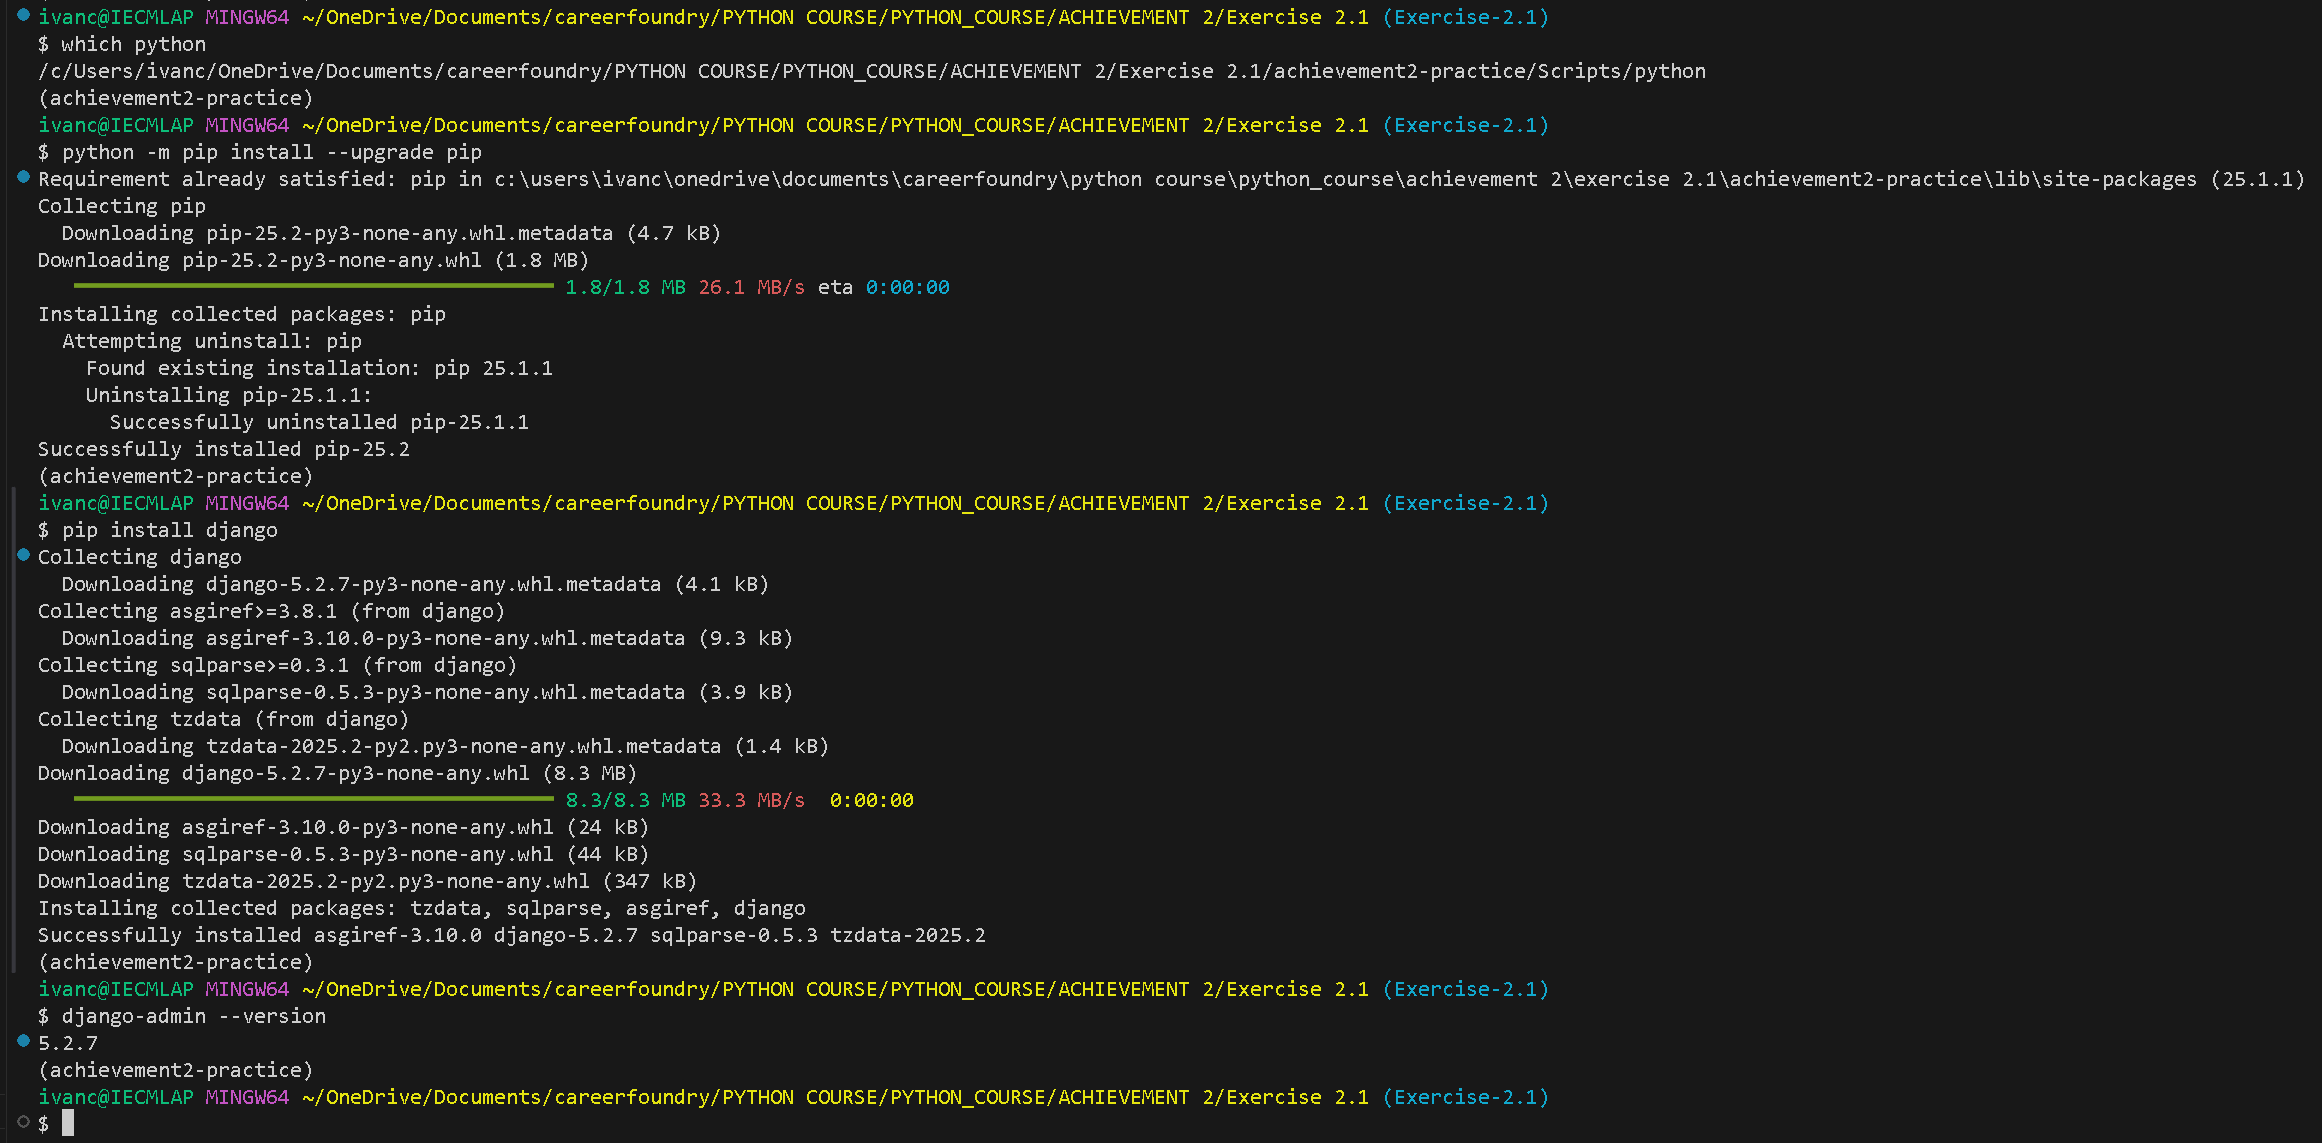 ivanc@IECMLAP MINGW64 ~/OneDrive/Documents/careerfoundry/PYTHON COURSE/PYTHON_COURSE/ACHIEVEMENT 2/Exercise 2.1 (Exercise-2.1)
$ which python
/c/Users/ivanc/OneDrive/Documents/careerfoundry/PYTHON COURSE/PYTHON_COURSE/ACHIEVEMENT 2/Exercise 2.1/achievement2-practice/Scripts/python
(achievement2-practice)
ivanc@IECMLAP MINGW64 ~/OneDrive/Documents/careerfoundry/PYTHON COURSE/PYTHON_COURSE/ACHIEVEMENT 2/Exercise 2.1 (Exercise-2.1)
$ python -m pip install --upgrade pip
Requirement already satisfied: pip in c:\users\ivanc\onedrive\documents\careerfoundry\python course\python_course\achievement 2\exercise 2.1\achievement2-practice\lib\site-packages (25.1.1)
Collecting pip
  Downloading pip-25.2-py3-none-any.whl.metadata (4.7 kB)
Downloading pip-25.2-py3-none-any.whl (1.8 MB)
1.8/1.8 MB 26.1 MB/s eta 0:00:00
Installing collected packages: pip
  Attempting uninstall: pip
    Found existing installation: pip 25.1.1
    Uninstalling pip-25.1.1:
      Successfully uninstalled pip-25.1.1
Successfully installed pip-25.2
(achievement2-practice)
ivanc@IECMLAP MINGW64 ~/OneDrive/Documents/careerfoundry/PYTHON COURSE/PYTHON_COURSE/ACHIEVEMENT 2/Exercise 2.1 (Exercise-2.1)
$ pip install django
Collecting django
  Downloading django-5.2.7-py3-none-any.whl.metadata (4.1 kB)
Collecting asgiref>=3.8.1 (from django)
  Downloading asgiref-3.10.0-py3-none-any.whl.metadata (9.3 kB)
Collecting sqlparse>=0.3.1 (from django)
  Downloading sqlparse-0.5.3-py3-none-any.whl.metadata (3.9 kB)
Collecting tzdata (from django)
  Downloading tzdata-2025.2-py2.py3-none-any.whl.metadata (1.4 kB)
Downloading django-5.2.7-py3-none-any.whl (8.3 MB)
8.3/8.3 MB 33.3 MB/s  0:00:00
Downloading asgiref-3.10.0-py3-none-any.whl (24 kB)
Downloading sqlparse-0.5.3-py3-none-any.whl (44 kB)
Downloading tzdata-2025.2-py2.py3-none-any.whl (347 kB)
Installing collected packages: tzdata, sqlparse, asgiref, django
Successfully installed asgiref-3.10.0 django-5.2.7 sqlparse-0.5.3 tzdata-2025.2
(achievement2-practice)
ivanc@IECMLAP MINGW64 ~/OneDrive/Documents/careerfoundry/PYTHON COURSE/PYTHON_COURSE/ACHIEVEMENT 2/Exercise 2.1 (Exercise-2.1)
$ django-admin --version
5.2.7
(achievement2-practice)
ivanc@IECMLAP MINGW64 ~/OneDrive/Documents/careerfoundry/PYTHON COURSE/PYTHON_COURSE/ACHIEVEMENT 2/Exercise 2.1 (Exercise-2.1)
$